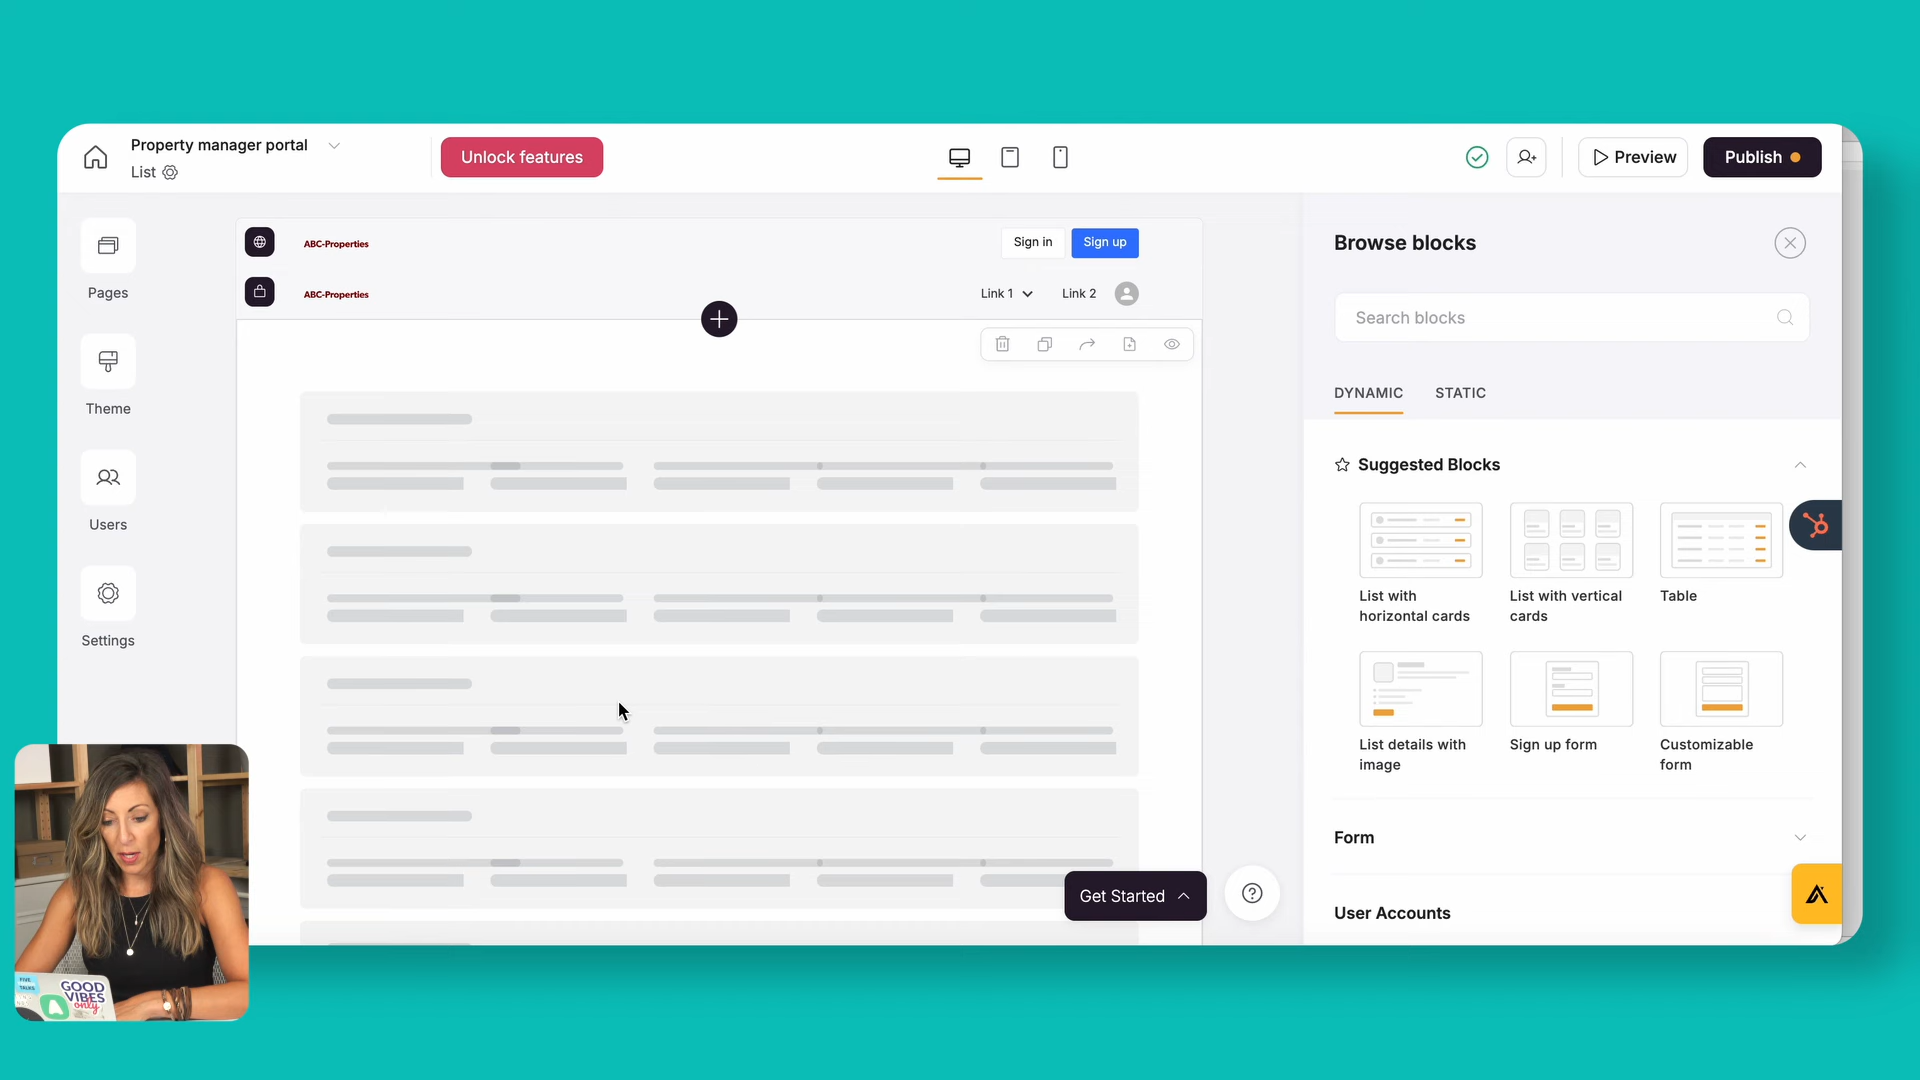 Property manager portal
List
Unlock features
Preview
Publish
Pages
Theme
Users
Settings
ABC-Properties
Sign in
Sign up
ABC-Properties
Link 1
Link 2
Browse blocks
Search blocks
DYNAMIC
STATIC
Suggested Blocks
List with
horizontal cards
List with vertical
cards
Table
List details with
image
Sign up form
Customizable
form
Form
User Accounts
Get Started
FIVE
TALKS
GOOD
VIBES
only